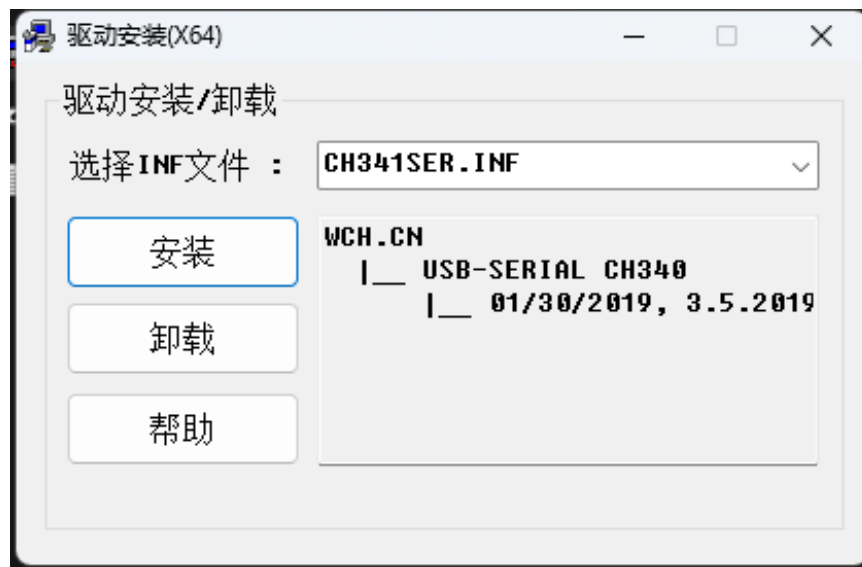 驱动安装(X64)
驱动安装/卸载
选择INF文件 : CH341SER.INF
安装
卸载
帮助
WCH.CN
|__ USB-SERIAL CH340
|__ 01/30/2019, 3.5.2019